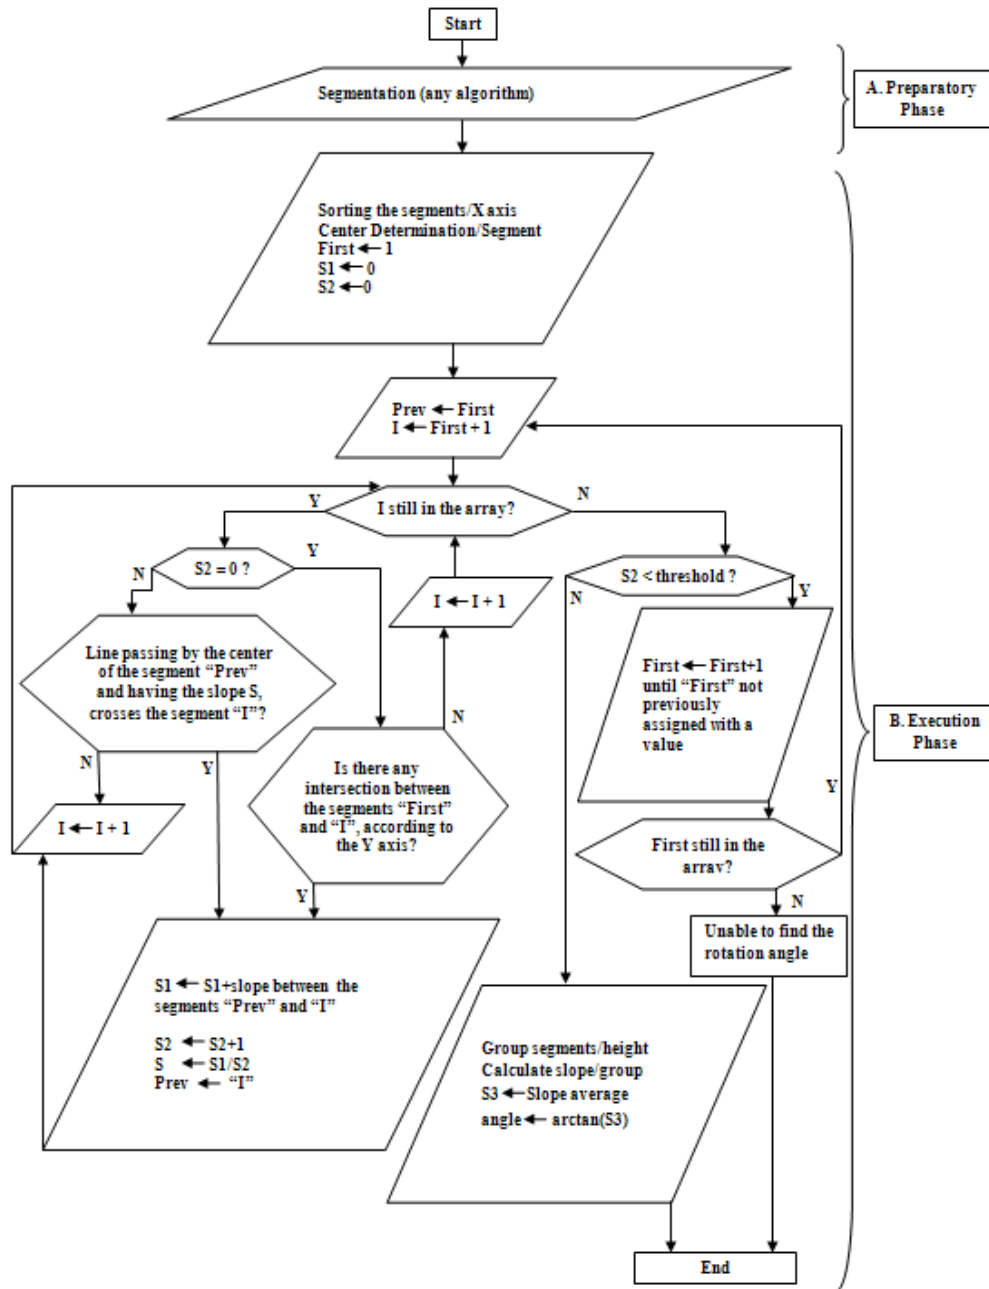 Start
Segmentation (any algorithm)
A. Preparatory
Phase
Sorting the segments/X axis
Center Determination/Segment
First ← 1
S1 ← 0
S2 ← 0
Prev ← First
I ← First + 1
I still in the array?
Y
N
S2 = 0 ?
N
Y
I ← I + 1
S2 < threshold ?
N
Y
Line passing by the center
of the segment “Prev”
and having the slope S,
crosses the segment “I”?
N
Y
First ← First+1
until “First” not
previously
assigned with a
value
B. Execution
Phase
Is there any
intersection between
the segments “First”
and “I”, according to
the Y axis?
N
Y
I ← I + 1
First still in the
array?
Y
N
Unable to find the
rotation angle
S1 ← S1+slope between the
segments “Prev” and “I”
S2 ← S2+1
S ← S1/S2
Prev ← “I”
Group segments/height
Calculate slope/group
S3 ← Slope average
angle ← arctan(S3)
End